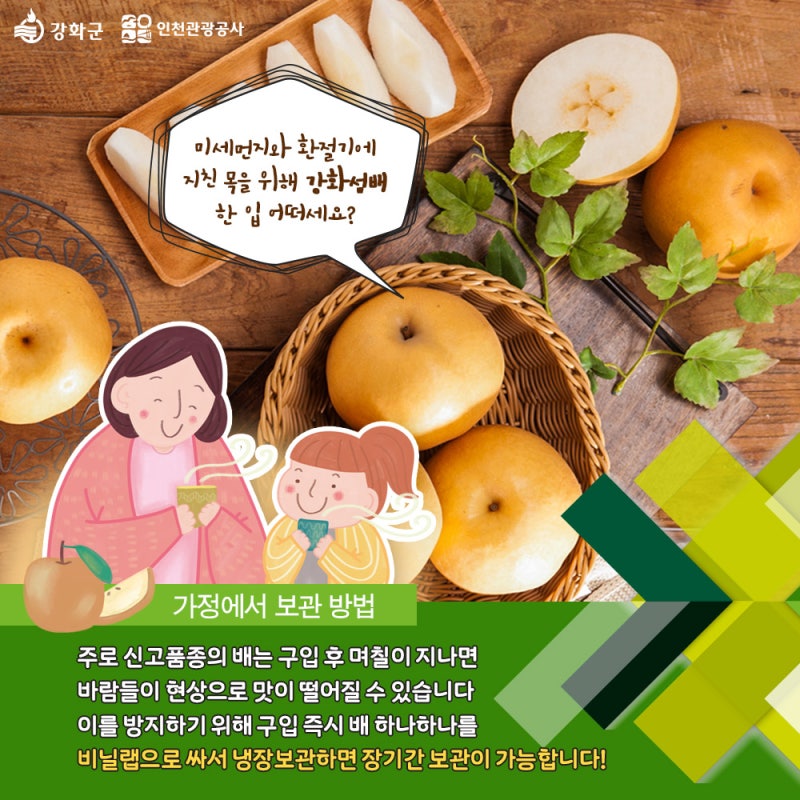 강화군 인천관광공사
미세먼지와 환절기에
지친 목을 위해 강화섬배
한 입 어떠세요?
가정에서 보관 방법
주로 신고품종의 배는 구입 후 며칠이 지나면
바람들이 현상으로 맛이 떨어질 수 있습니다
이를 방지하기 위해 구입 즉시 배 하나하나를
비닐랩으로 싸서 냉장보관하면 장기간 보관이 가능합니다!